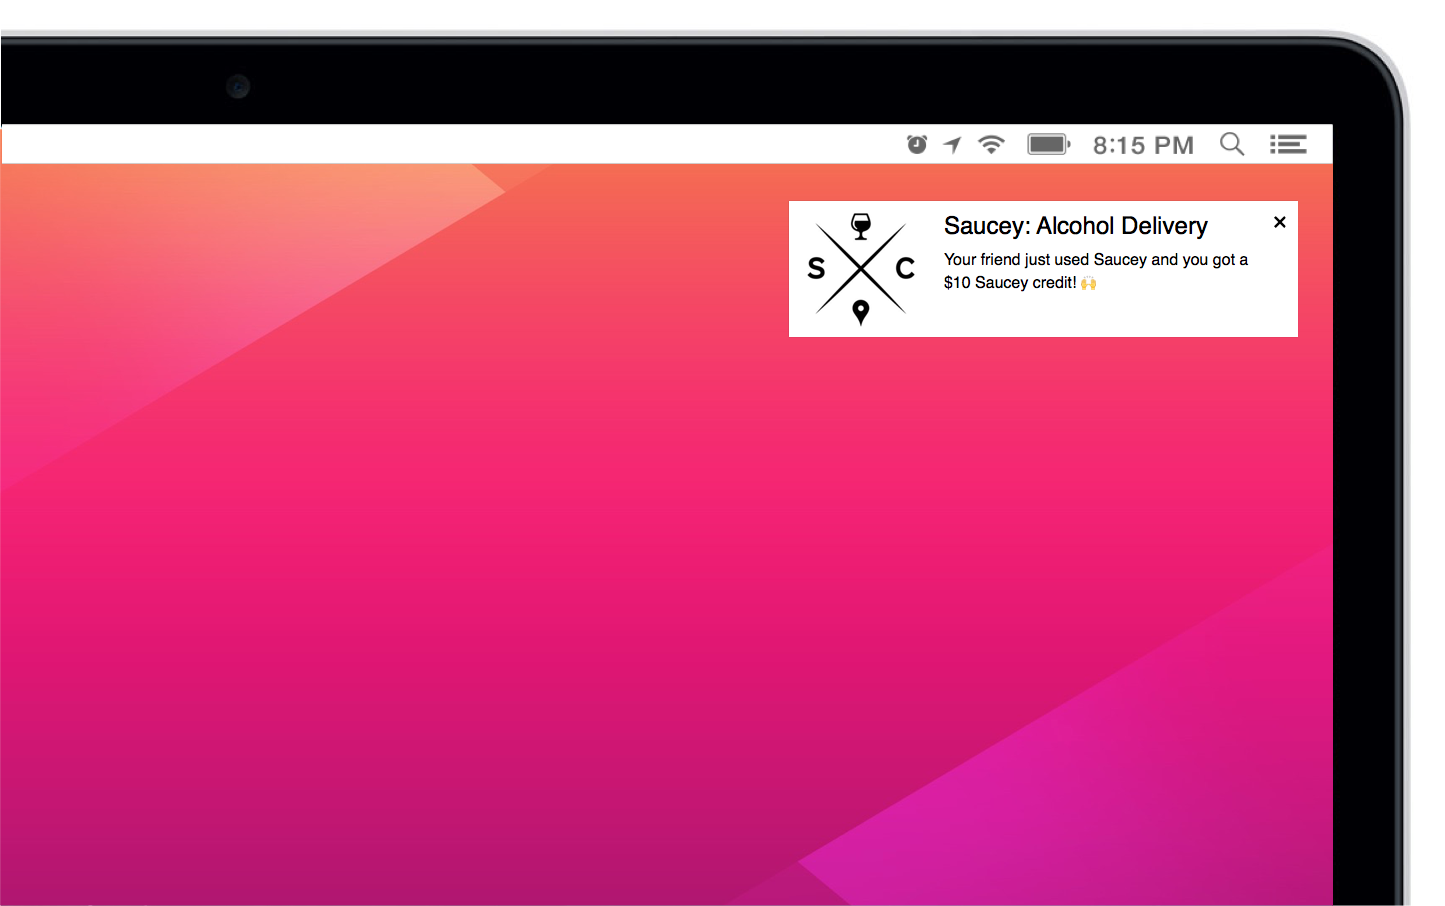 8:15 PM
Saucey: Alcohol Delivery
Your friend just used Saucey and you got a
$10 Saucey credit! 🙌
S C